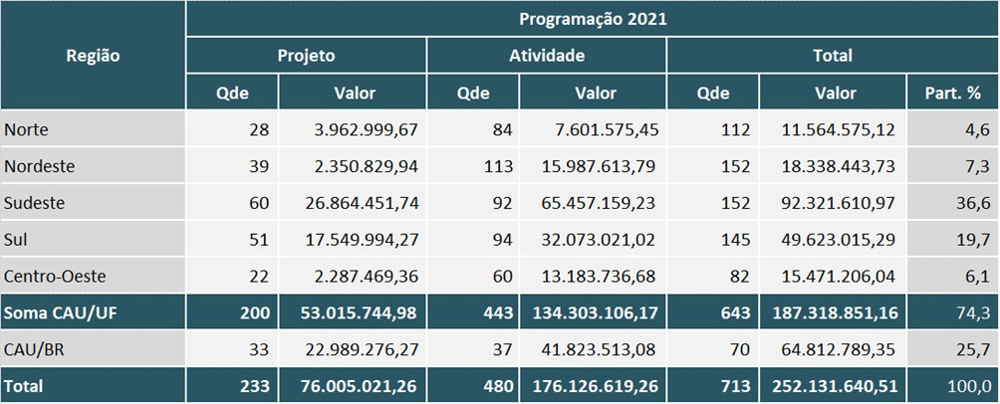 Programação 2021
Região Projeto Atividade Total
Qde Valor Qde Valor Qde Valor Part. %
Norte 28 3.962.999,67 84 7.601.575,45 112 11.564.575,12 4,6
Nordeste 39 2.350.829,94 113 15.987.613,79 152 18.338.443,73 7,3
Sudeste 60 26.864.451,74 92 65.457.159,23 152 92.321.610,97 36,6
Sul 51 17.549.994,27 94 32.073.021,02 145 49.623.015,29 19,7
Centro-Oeste 22 2.287.469,36 60 13.183.736,68 82 15.471.206,04 6,1
Soma CAU/UF 200 53.015.744,98 443 134.303.106,17 643 187.318.851,16 74,3
CAU/BR 33 22.989.276,27 37 41.823.513,08 70 64.812.789,35 25,7
Total 233 76.005.021,26 480 176.126.619,26 713 252.131.640,51 100,0